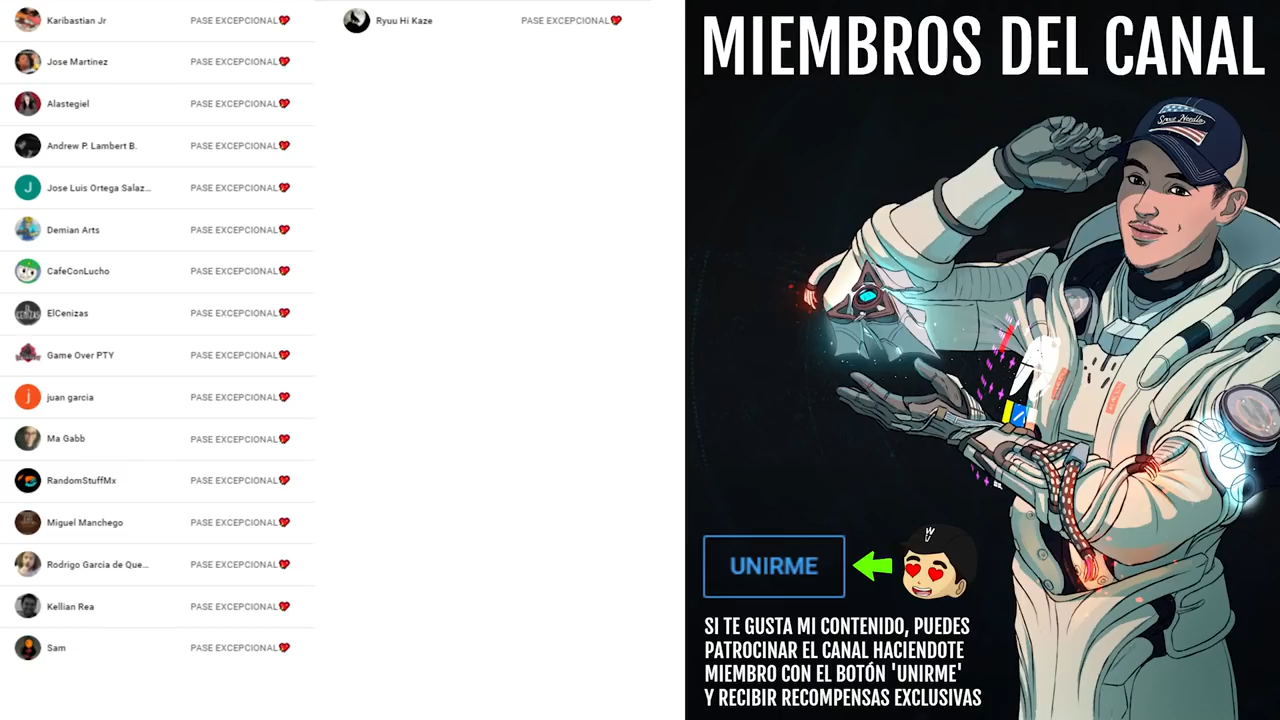 Karibastian Jr PASE EXCEPCIONAL
Jose Martinez PASE EXCEPCIONAL
Alastegiel PASE EXCEPCIONAL
Andrew P. Lambert B. PASE EXCEPCIONAL
J Jose Luis Ortega Salaz... PASE EXCEPCIONAL
Demian Arts PASE EXCEPCIONAL
CafeConLucho PASE EXCEPCIONAL
ElCenizas PASE EXCEPCIONAL
Game Over PTY PASE EXCEPCIONAL
j juan garcia PASE EXCEPCIONAL
Ma Gabb PASE EXCEPCIONAL
RandomStuffMx PASE EXCEPCIONAL
Miguel Manchego PASE EXCEPCIONAL
Rodrigo Garcia de Que... PASE EXCEPCIONAL
Kellian Rea PASE EXCEPCIONAL
Sam PASE EXCEPCIONAL
Ryuu Hi Kaze PASE EXCEPCIONAL
MIEMBROS DEL CANAL
Space Needle
UNIRME
SI TE GUSTA MI CONTENIDO, PUEDES
PATROCINAR EL CANAL HACIENDOTE
MIEMBRO CON EL BOTÓN 'UNIRME'
Y RECIBIR RECOMPENSAS EXCLUSIVAS